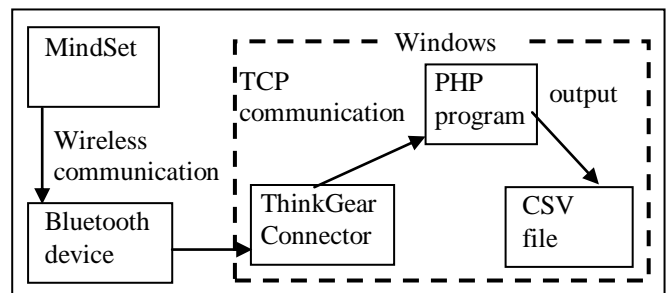 MindSet
Windows
TCP
communication
PHP
program
output
Wireless
communication
Bluetooth
device
ThinkGear
Connector
CSV
file